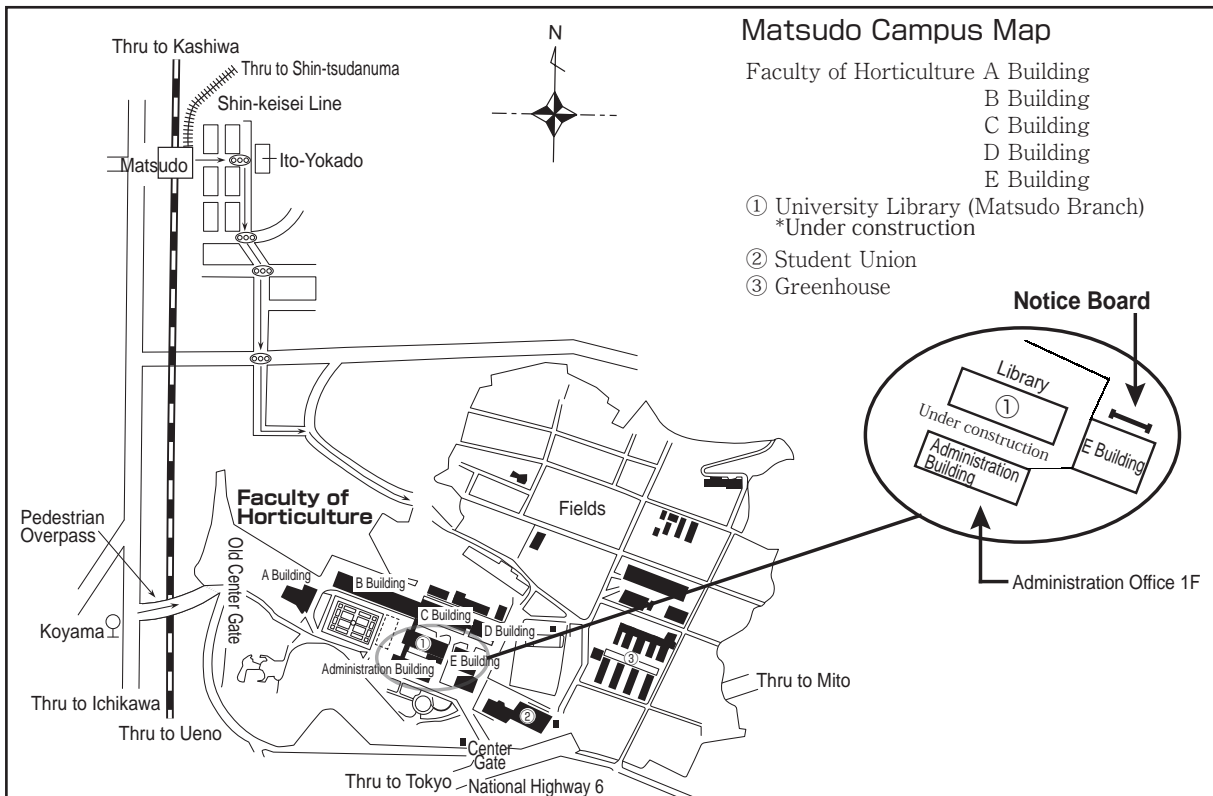 Matsudo Campus Map
Faculty of Horticulture A Building
B Building
C Building
D Building
E Building
① University Library (Matsudo Branch)
*Under construction
② Student Union
③ Greenhouse
N
Thru to Kashiwa
Thru to Shin-tsudanuma
Shin-keisei Line
Matsudo
Ito-Yokado
Notice Board
Library
①
Under construction
Administration
Building
E Building
Administration Office 1F
Faculty of
Horticulture
Fields
Pedestrian
Overpass
Old Center Gate
A Building
B Building
C Building
D Building
①
E Building
Administration Building
Koyama
③
②
Thru to Mito
Thru to Ichikawa
Thru to Ueno
Center
Gate
Thru to Tokyo
National Highway 6